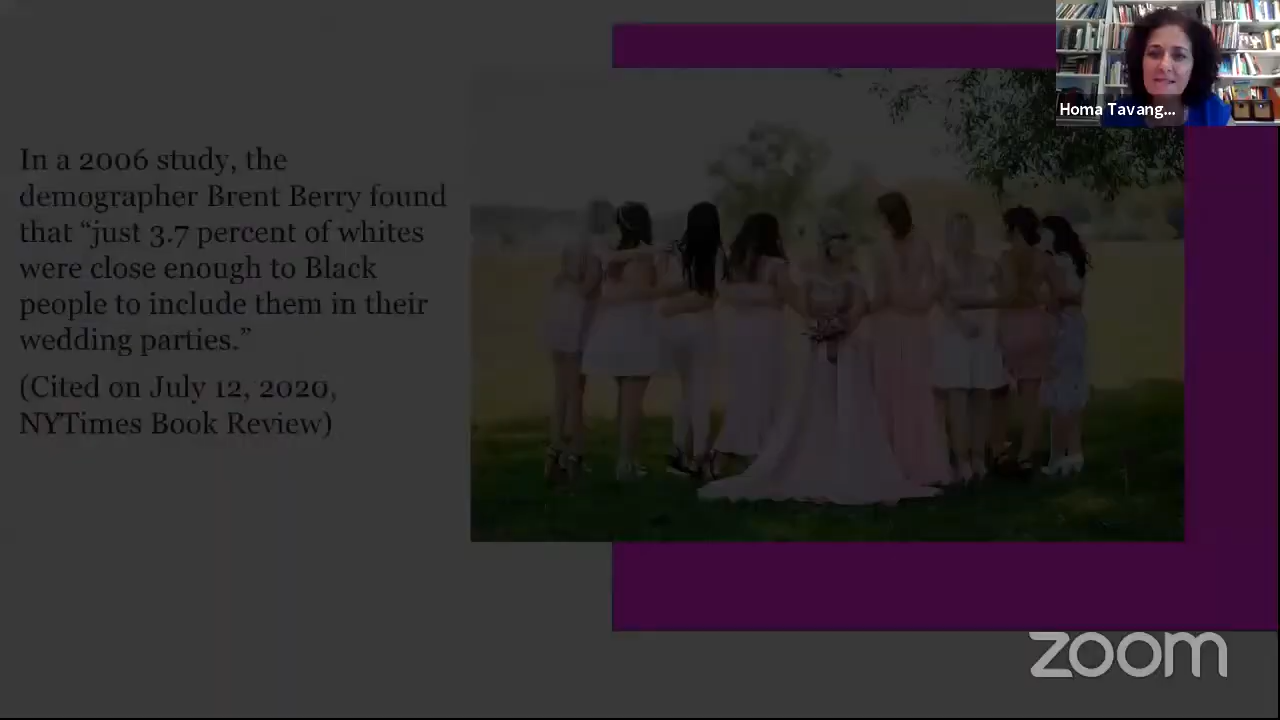 In a 2006 study, the
demographer Brent Berry found
that “just 3.7 percent of whites
were close enough to Black
people to include them in their
wedding parties.”
(Cited on July 12, 2020,
NYTimes Book Review)
Homa Tavang...
zoom